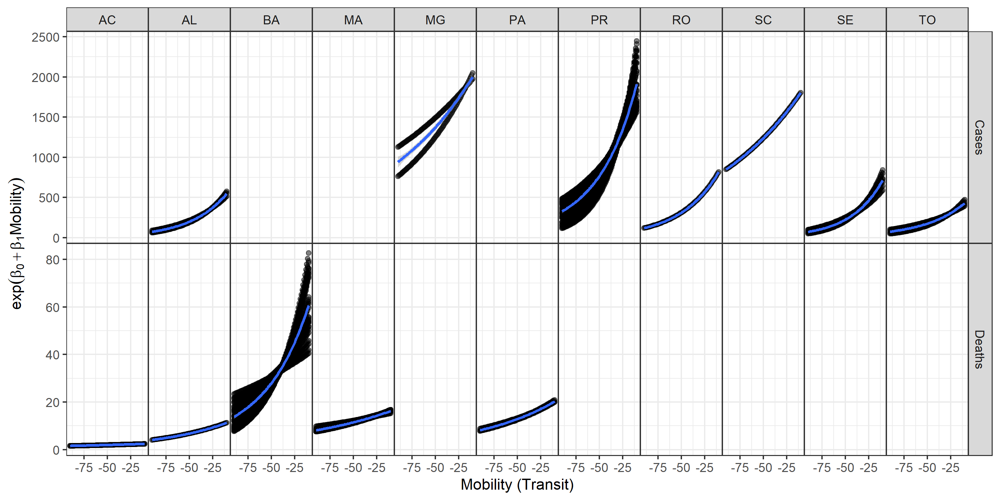 AC AL BA MA MG PA PR RO SC SE TO
2500
2000
1500
1000
500
0
Cases
80
60
40
20
0
Deaths
exp(β₀+β₁Mobility)
-75 -50 -25 -75 -50 -25 -75 -50 -25 -75 -50 -25 -75 -50 -25 -75 -50 -25 -75 -50 -25 -75 -50 -25 -75 -50 -25 -75 -50 -25 -75 -50 -25
Mobility (Transit)